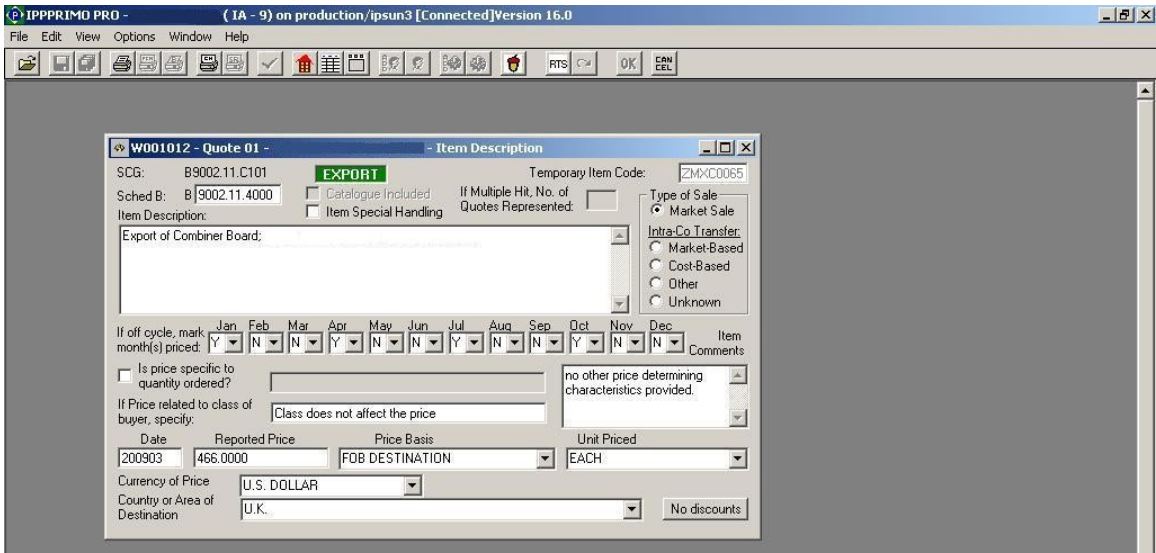 IPPPRIMO PRO - ( IA - 9) on production/ipsun3 [Connected]Version 16.0
File Edit View Options Window Help
RTS OK CAN CEL
W001012 - Quote 01 - - Item Description
SCG: B9002.11.C101 EXPORT Temporary Item Code: ZMXC0065
Sched B: B 9002.11.4000 Catalogue Included If Multiple Hit, No. of Quotes Represented: Type of Sale
Item Special Handling Market Sale
Item Description: Intra-Co Transfer:
Export of Combiner Board; Market-Based
Cost-Based
Other
Unknown
If off cycle, mark month(s) priced: Jan Feb Mar Apr May Jun Jul Aug Sep Oct Nov Dec
Y N N Y N N Y N N Y N N Item Comments
Is price specific to quantity ordered? no other price determining characteristics provided.
If Price related to class of buyer, specify: Class does not affect the price
Date Reported Price Price Basis Unit Priced
200903 466.0000 FOB DESTINATION EACH
Currency of Price U.S. DOLLAR
Country or Area of Destination U.K. No discounts